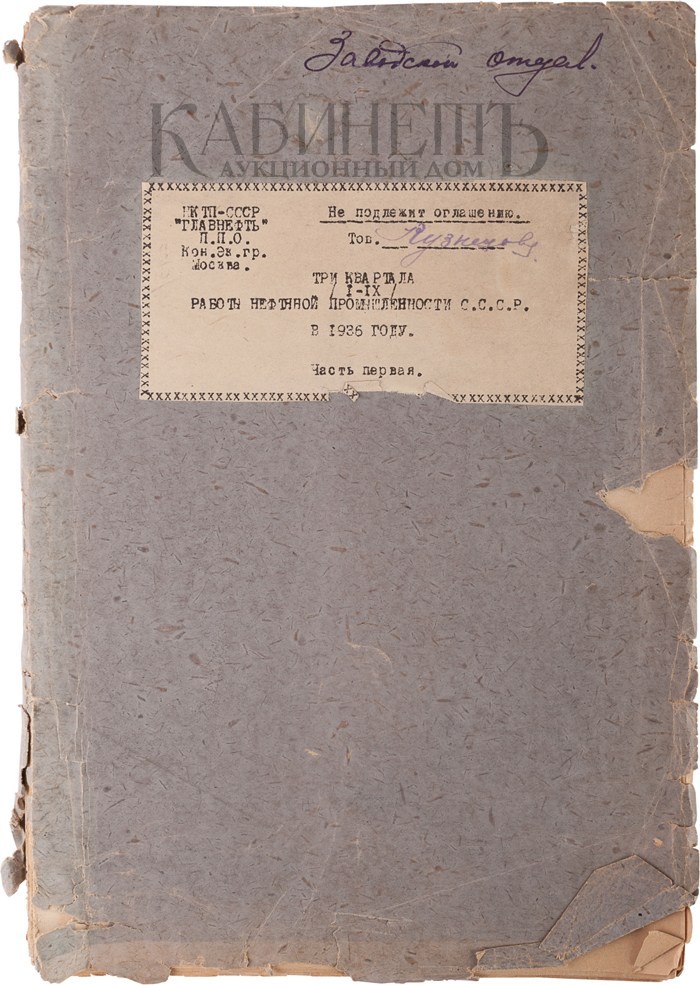 Заводской отдел.
КАБИНЕТЪ
АУКЦИОННЫЙ ДОМ
НКТП-СССР
"ГЛАВНЕФТЬ"
П.П.О.
Кон.Эк.гр.
Москва.
Не подлежит оглашению.
Тов. Кузнецову
ТРИ КВАРТАЛА
/ I-IX /
РАБОТЫ НЕФТЯНОЙ ПРОМЫШЛЕННОСТИ С.С.С.Р.
В 1936 ГОДУ.
Часть первая.